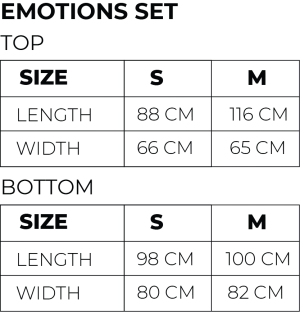 EMOTIONS SET
TOP
SIZE S M
LENGTH 88 CM 116 CM
WIDTH 66 CM 65 CM
BOTTOM
SIZE S M
LENGTH 98 CM 100 CM
WIDTH 80 CM 82 CM